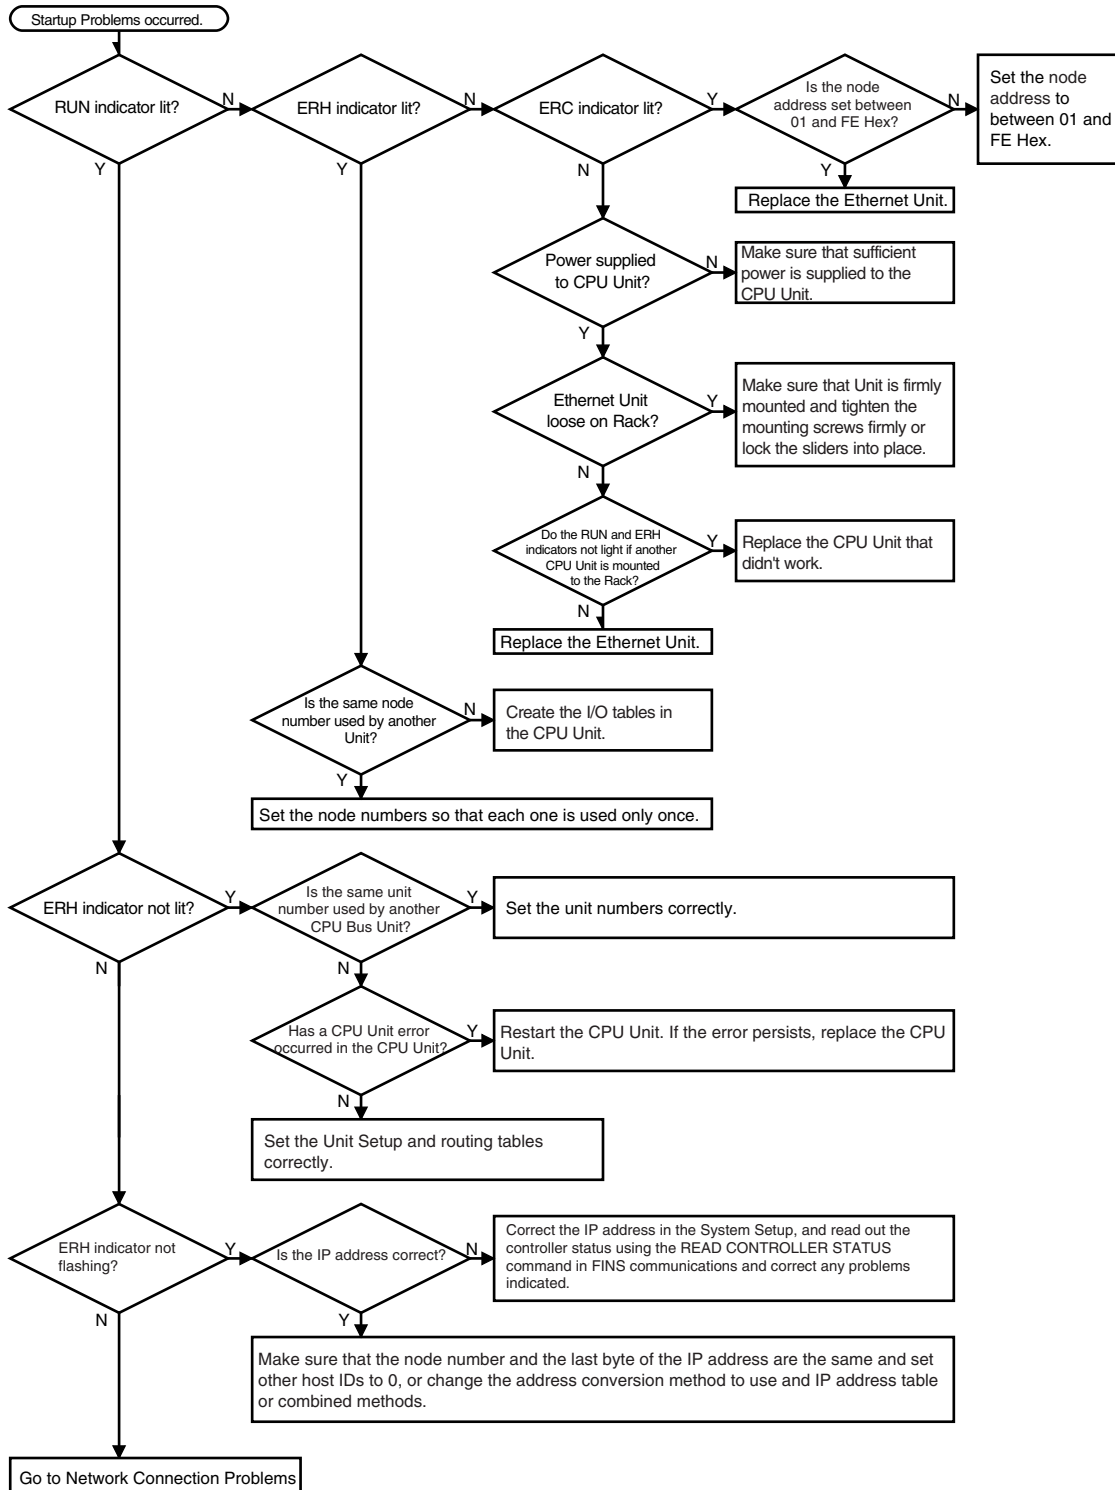 Startup Problems occurred.
RUN indicator lit?
N
Y
ERH indicator lit?
N
Y
ERC indicator lit?
Y
N
Is the node
address set between
01 and FE Hex?
N
Y
Set the node
address to
between 01 and
FE Hex.
Replace the Ethernet Unit.
Power supplied
to CPU Unit?
N
Y
Make sure that sufficient
power is supplied to the
CPU Unit.
Ethernet Unit
loose on Rack?
Y
N
Make sure that Unit is firmly
mounted and tighten the
mounting screws firmly or
lock the sliders into place.
Do the RUN and ERH
indicators not light if another
CPU Unit is mounted
to the Rack?
Y
N
Replace the CPU Unit that
didn't work.
Replace the Ethernet Unit.
Is the same node
number used by another
Unit?
N
Y
Create the I/O tables in
the CPU Unit.
Set the node numbers so that each one is used only once.
ERH indicator not lit?
Y
N
Is the same unit
number used by another
CPU Bus Unit?
Y
N
Set the unit numbers correctly.
Has a CPU Unit error
occurred in the CPU Unit?
Y
N
Restart the CPU Unit. If the error persists, replace the CPU
Unit.
Set the Unit Setup and routing tables
correctly.
ERH indicator not
flashing?
Y
N
Is the IP address correct?
N
Y
Correct the IP address in the System Setup, and read out the
controller status using the READ CONTROLLER STATUS
command in FINS communications and correct any problems
indicated.
Make sure that the node number and the last byte of the IP address are the same and set
other host IDs to 0, or change the address conversion method to use and IP address table
or combined methods.
Go to Network Connection Problems